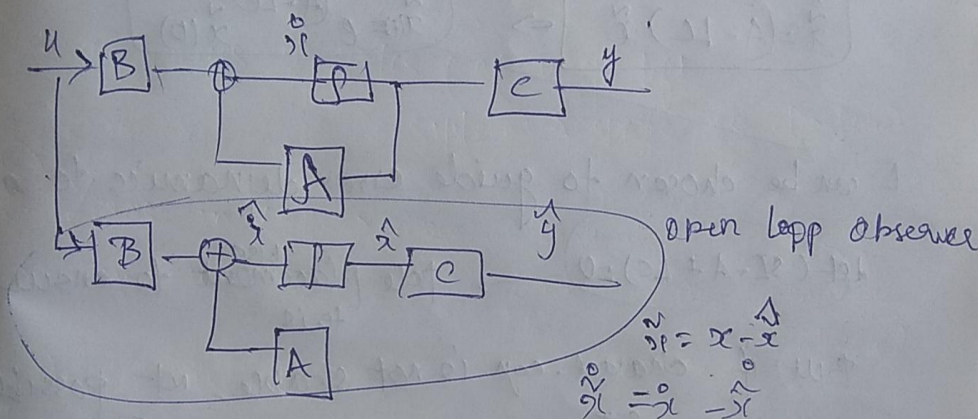 u B ẋ ∫ C y
A
B x̂̇ ∫ x̂ C ŷ open lopp observer
A
x̃ = x - x̂
x̃̇ = ẋ - x̂̇